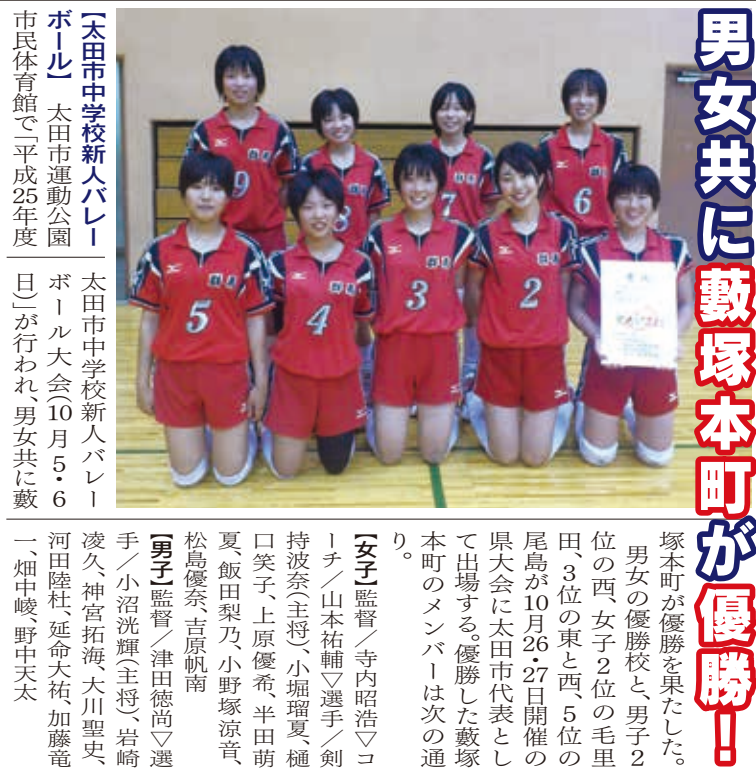 男女共に藪塚本町が優勝！
【太田市中学校新人バレー
ボール】　太田市運動公園
市民体育館で「平成25年度
太田市中学校新人バレー
ボール大会(10月5・6
日)」が行われ、男女共に藪
塚本町が優勝を果たした。
男女の優勝校と、男子2
位の西、女子2位の毛里
田、3位の東と西、5位の
尾島が10月26・27日開催の
県大会に太田市代表とし
て出場する。優勝した藪塚
本町のメンバーは次の通
り。
【女子】監督／寺内昭浩▽コ
ーチ／山本祐輔▽選手／剣
持波奈(主将)、小堀瑠夏、樋
口笑子、上原優希、半田萌
夏、飯田梨乃、小野塚涼音、
松島優奈、吉原帆南
【男子】監督／津田徳尚▽選
手／小沼洸輝(主将)、岩崎
凌久、神宮拓海、大川聖史、
河田陸杜、延命大祐、加藤竜
一、畑中崚、野中天太
9
8
7
6
5
4
3
2